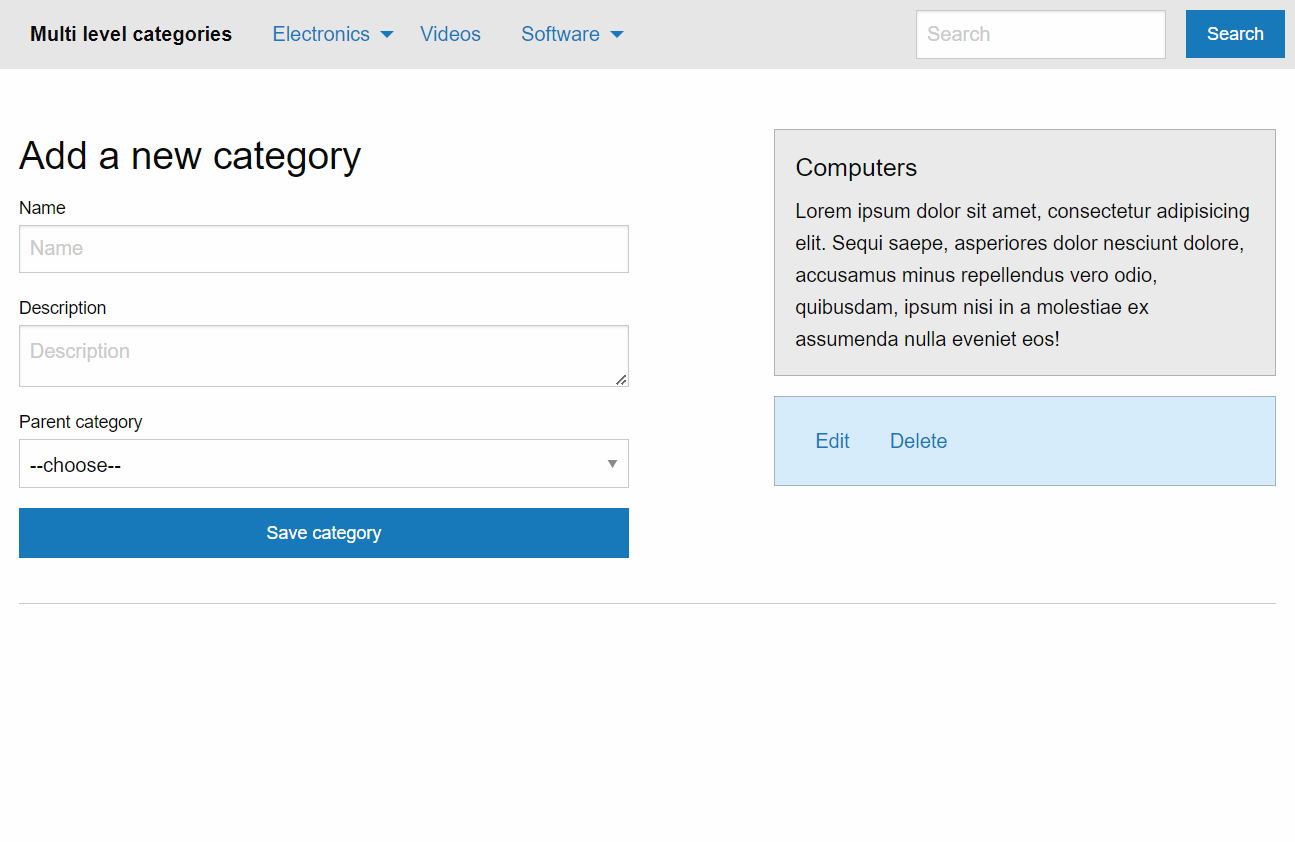 Multi level categories Electronics Videos Software Search Search
Add a new category
Name
Name
Description
Description
Parent category
--choose--
Save category
Computers
Lorem ipsum dolor sit amet, consectetur adipisicing
elit. Sequi saepe, asperiores dolor nesciunt dolore,
accusamus minus repellendus vero odio,
quibusdam, ipsum nisi in a molestiae ex
assumenda nulla eveniet eos!
Edit Delete